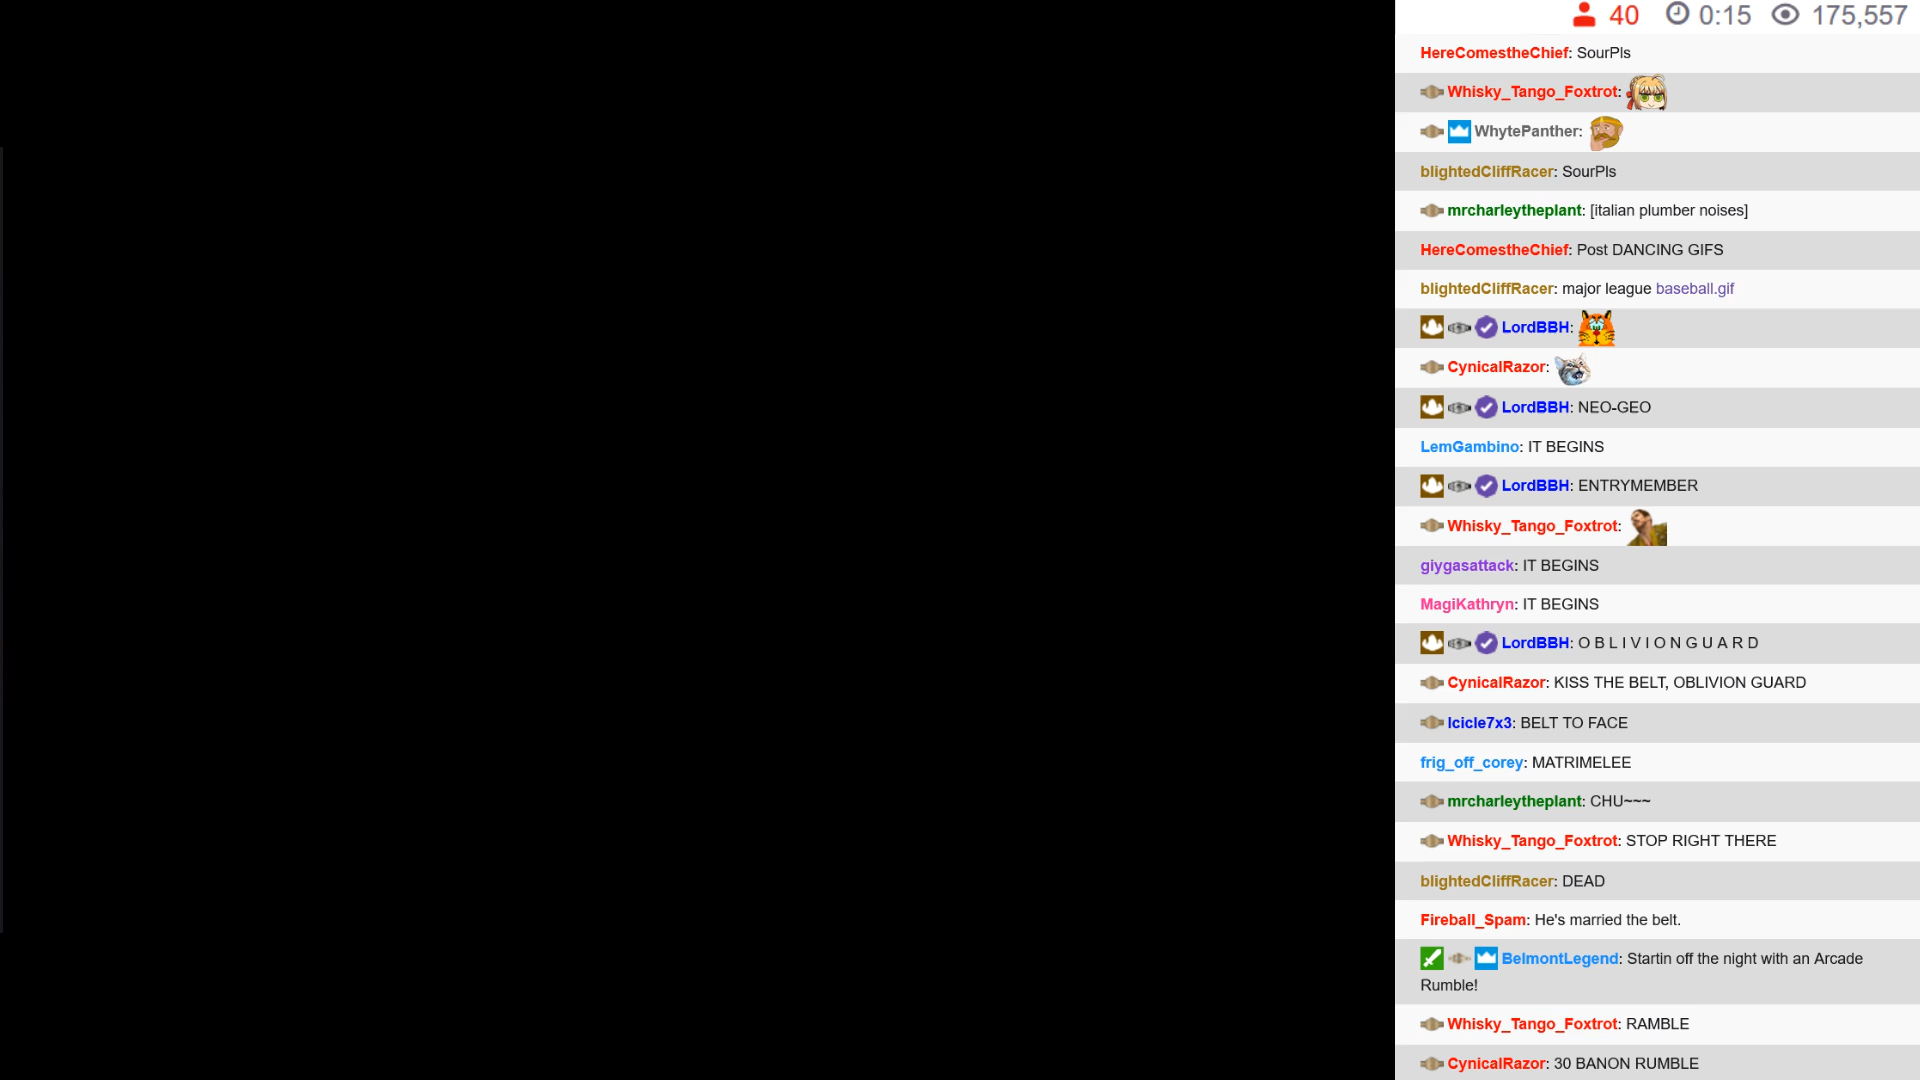 40 0:15 175,557
HereComestheChief: SourPls
Whisky_Tango_Foxtrot:
WhytePanther:
blightedCliffRacer: SourPls
mrcharleytheplant: [italian plumber noises]
HereComestheChief: Post DANCING GIFS
blightedCliffRacer: major league baseball.gif
LordBBH:
CynicalRazor:
LordBBH: NEO-GEO
LemGambino: IT BEGINS
LordBBH: ENTRYMEMBER
Whisky_Tango_Foxtrot:
giygasattack: IT BEGINS
MagiKathryn: IT BEGINS
LordBBH: O B L I V I O N G U A R D
CynicalRazor: KISS THE BELT, OBLIVION GUARD
Icicle7x3: BELT TO FACE
frig_off_corey: MATRIMELEE
mrcharleytheplant: CHU~~~
Whisky_Tango_Foxtrot: STOP RIGHT THERE
blightedCliffRacer: DEAD
Fireball_Spam: He's married the belt.
BelmontLegend: Startin off the night with an Arcade
Rumble!
Whisky_Tango_Foxtrot: RAMBLE
CynicalRazor: 30 BANON RUMBLE